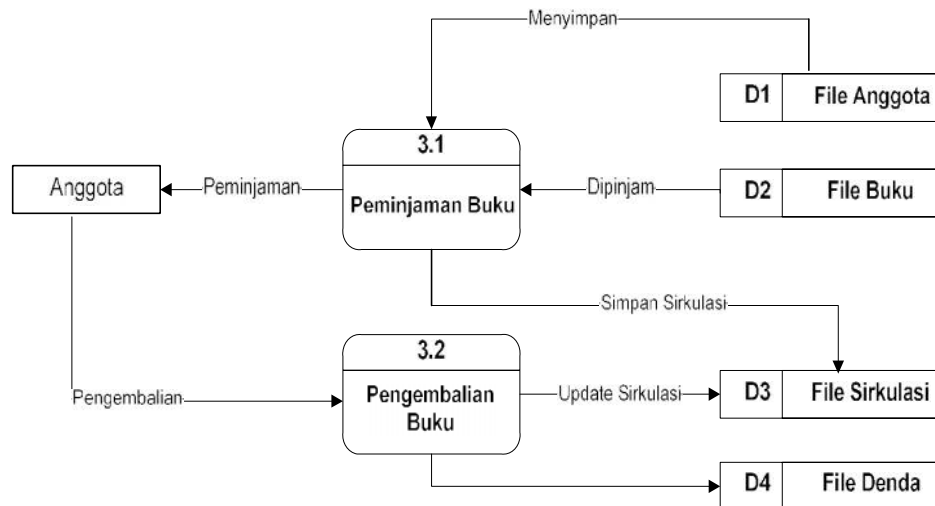 Menyimpan
D1 File Anggota
3.1
Anggota Peminjaman Peminjaman Buku Dipinjam D2 File Buku
Simpan Sirkulasi
3.2
Pengembalian Pengembalian Buku Update Sirkulasi D3 File Sirkulasi
D4 File Denda